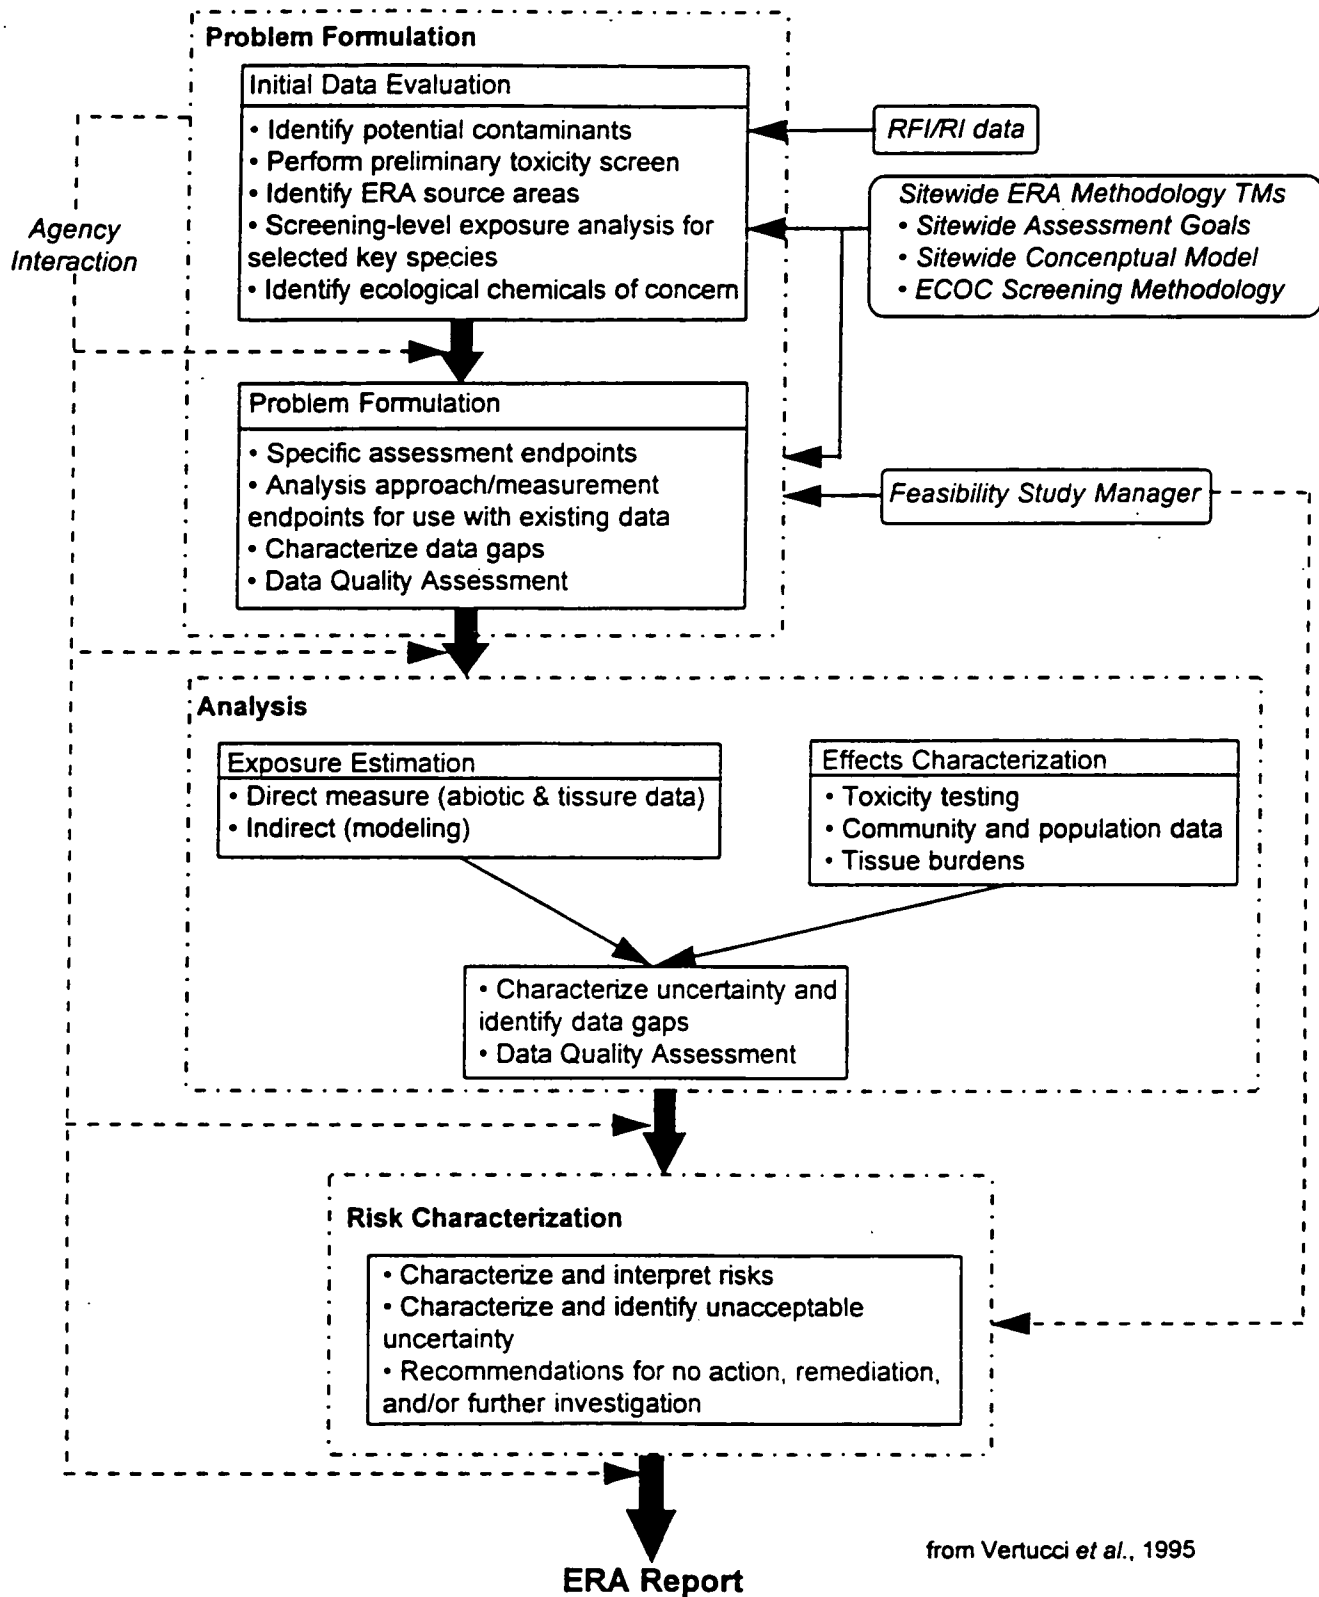 Problem Formulation
Initial Data Evaluation
• Identify potential contaminants
• Perform preliminary toxicity screen
• Identify ERA source areas
• Screening-level exposure analysis for
selected key species
• Identify ecological chemicals of concern
RFI/RI data
Sitewide ERA Methodology TMs
• Sitewide Assessment Goals
• Sitewide Concenptual Model
• ECOC Screening Methodology
Agency
Interaction
Problem Formulation
• Specific assessment endpoints
• Analysis approach/measurement
endpoints for use with existing data
• Characterize data gaps
• Data Quality Assessment
Feasibility Study Manager
Analysis
Exposure Estimation
• Direct measure (abiotic & tissure data)
• Indirect (modeling)
Effects Characterization
• Toxicity testing
• Community and population data
• Tissue burdens
• Characterize uncertainty and
identify data gaps
• Data Quality Assessment
Risk Characterization
• Characterize and interpret risks
• Characterize and identify unacceptable
uncertainty
• Recommendations for no action, remediation,
and/or further investigation
from Vertucci et al., 1995
ERA Report